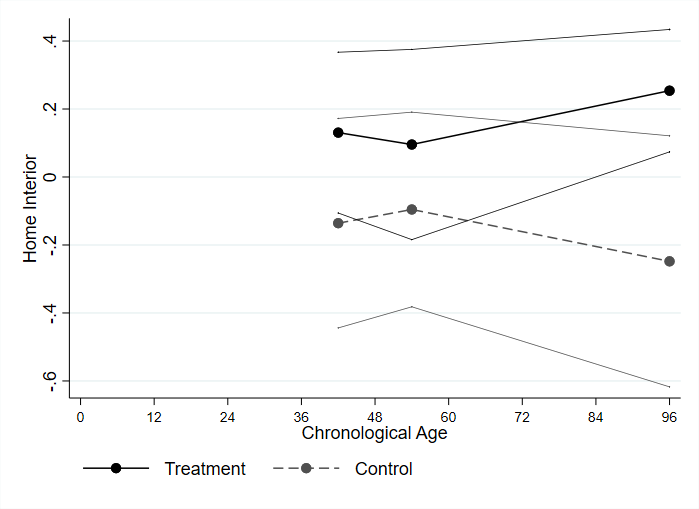 .4
.2
0
-.2
-.4
-.6
Home Interior
0 12 24 36 48 60 72 84 96
Chronological Age
Treatment Control